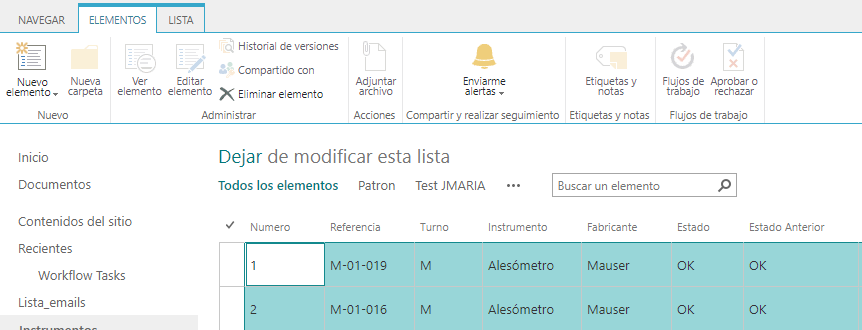 NAVEGAR ELEMENTOS LISTA
Nuevo elemento
Nueva carpeta
Nuevo
Ver elemento
Editar elemento
Historial de versiones
Compartido con
Eliminar elemento
Administrar
Adjuntar archivo
Acciones
Enviarme alertas
Compartir y realizar seguimiento
Etiquetas y notas
Etiquetas y notas
Flujos de trabajo
Aprobar o rechazar
Flujos de trabajo
Inicio
Documentos
Contenidos del sitio
Recientes
Workflow Tasks
Lista_emails
Instrumentos
Dejar de modificar esta lista
Todos los elementos Patron Test JMARIA ••• Buscar un elemento
Numero Referencia Turno Instrumento Fabricante Estado Estado Anterior
1 M-01-019 M Alesómetro Mauser OK OK
2 M-01-016 M Alesómetro Mauser OK OK